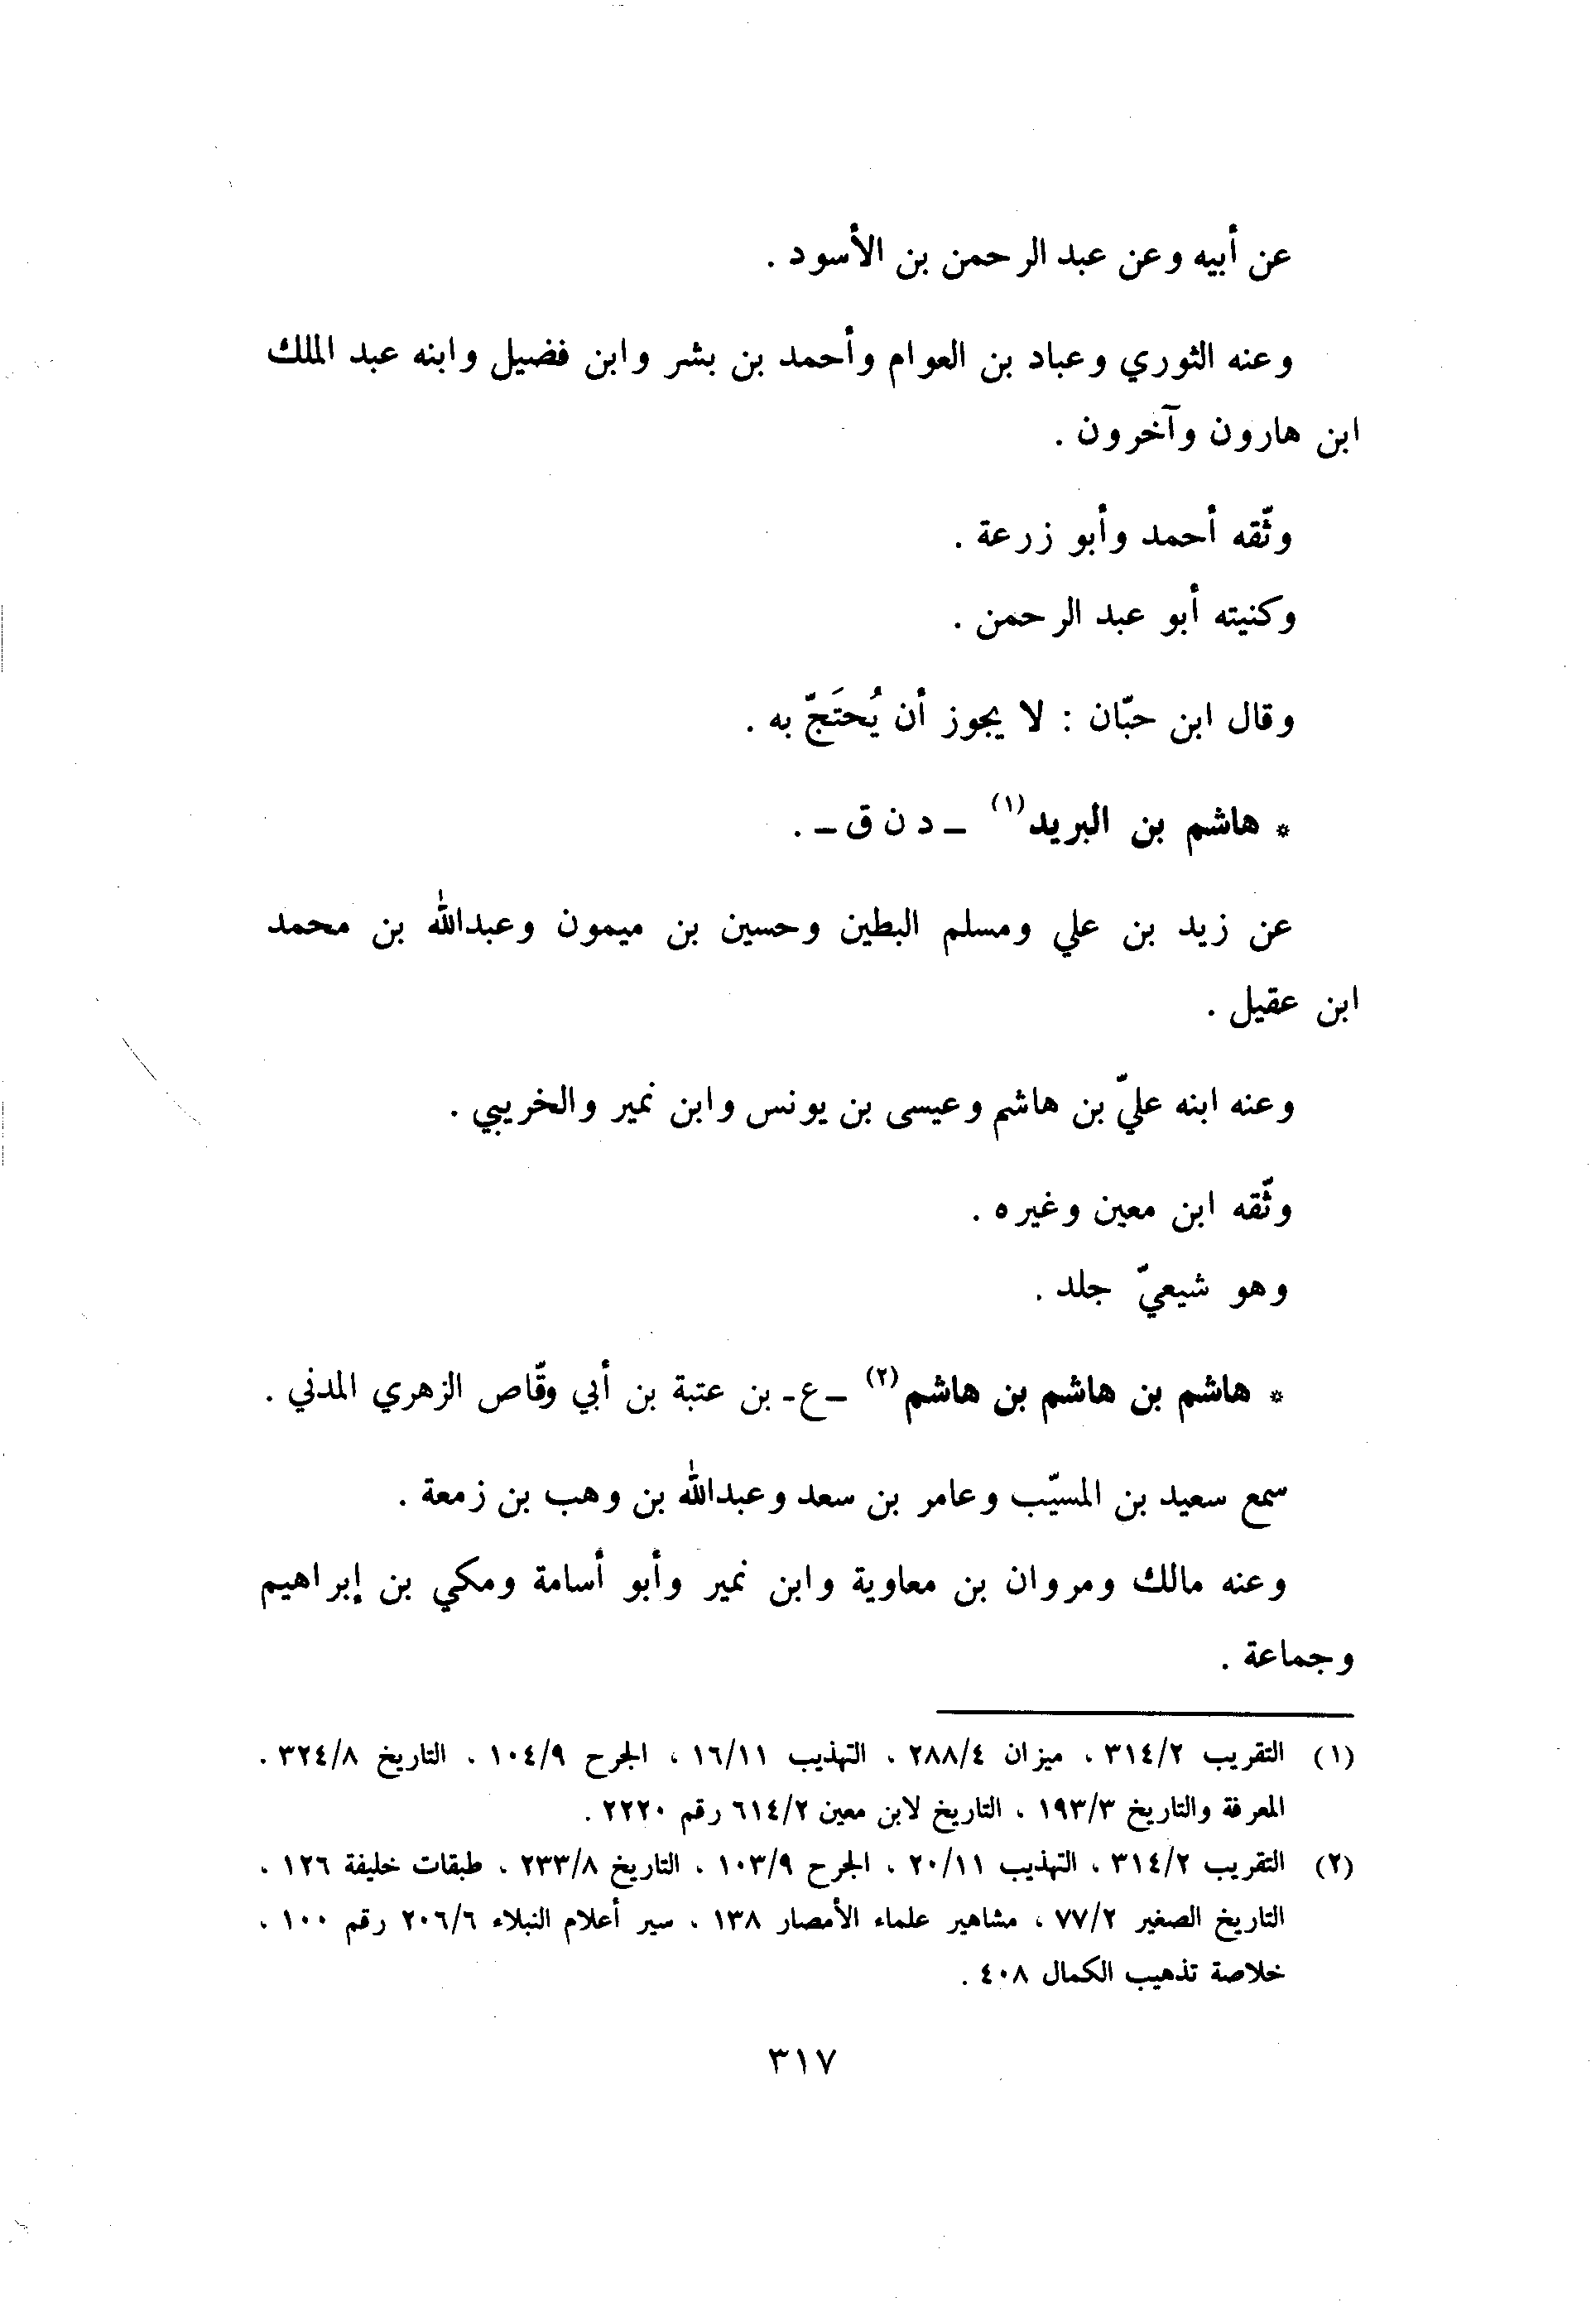 عن أبيه وعن عبد الرحمن بن الأسود .
وعنه الثوري وعباد بن العوام وأحمد بن بشر وابن فضيل وابنه عبد الملك
ابن هارون وآخرون .
وثّقه أحمد وأبو زرعة .
وكنيته أبو عبد الرحمن .
وقال ابن حبّان : لا يجوز أن يُحتَجّ به .
* هاشم بن البريد(١) ـ د ن ق ـ .
عن زيد بن علي ومسلم البطين وحسين بن ميمون وعبدالله بن محمد
ابن عقيل .
وعنه ابنه عليّ بن هاشم وعيسى بن يونس وابن نمير والخريبي .
وثّقه ابن معين وغيره .
وهو شيعيّ جلد .
* هاشم بن هاشم بن هاشم(٢) ـ ع ـ بن عتبة بن أبي وقّاص الزهري المدني .
سمع سعيد بن المسيّب وعامر بن سعد وعبدالله بن وهب بن زمعة .
وعنه مالك ومروان بن معاوية وابن نمير وأبو أسامة ومكي بن إبراهيم
وجماعة .
(١) التقريب ٣١٤/٢ ، ميزان ٢٨٨/٤ ، التهذيب ١٦/١١ ، الجرح ١٠٤/٩ ، التاريخ ٣٢٤/٨ .
المعرفة والتاريخ ١٩٣/٣ ، التاريخ لابن معين ٦١٤/٢ رقم ٢٢٢٠ .
(٢) التقريب ٣١٤/٢ ، التهذيب ٢٠/١١ ، الجرح ١٠٣/٩ ، التاريخ ٢٣٣/٨ ، طبقات خليفة ١٢٦ ،
التاريخ الصغير ٧٧/٢ ، مشاهير علماء الأمصار ١٣٨ ، سير أعلام النبلاء ٢٠٦/٦ رقم ١٠٠ ،
خلاصة تذهيب الكمال ٤٠٨ .
٣١٧